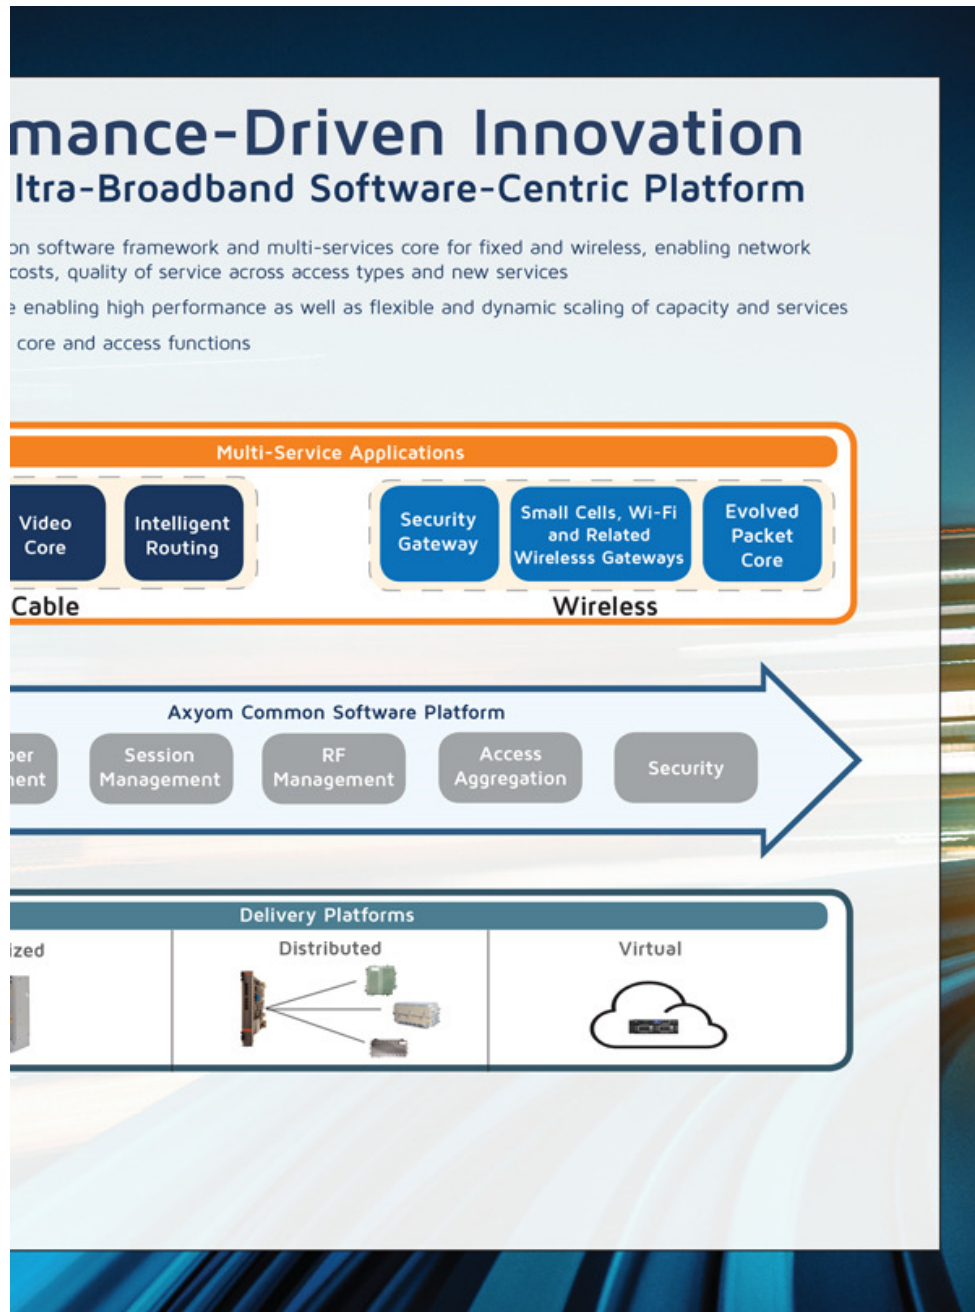 mance-Driven Innovation
ltra-Broadband Software-Centric Platform
on software framework and multi-services core for fixed and wireless, enabling network
costs, quality of service across access types and new services
e enabling high performance as well as flexible and dynamic scaling of capacity and services
core and access functions
Multi-Service Applications
Video
Core
Intelligent
Routing
Cable
Security
Gateway
Small Cells, Wi-Fi
and Related
Wirelesss Gateways
Evolved
Packet
Core
Wireless
Axyom Common Software Platform
ber
ment
Session
Management
RF
Management
Access
Aggregation
Security
Delivery Platforms
ized
Distributed
Virtual